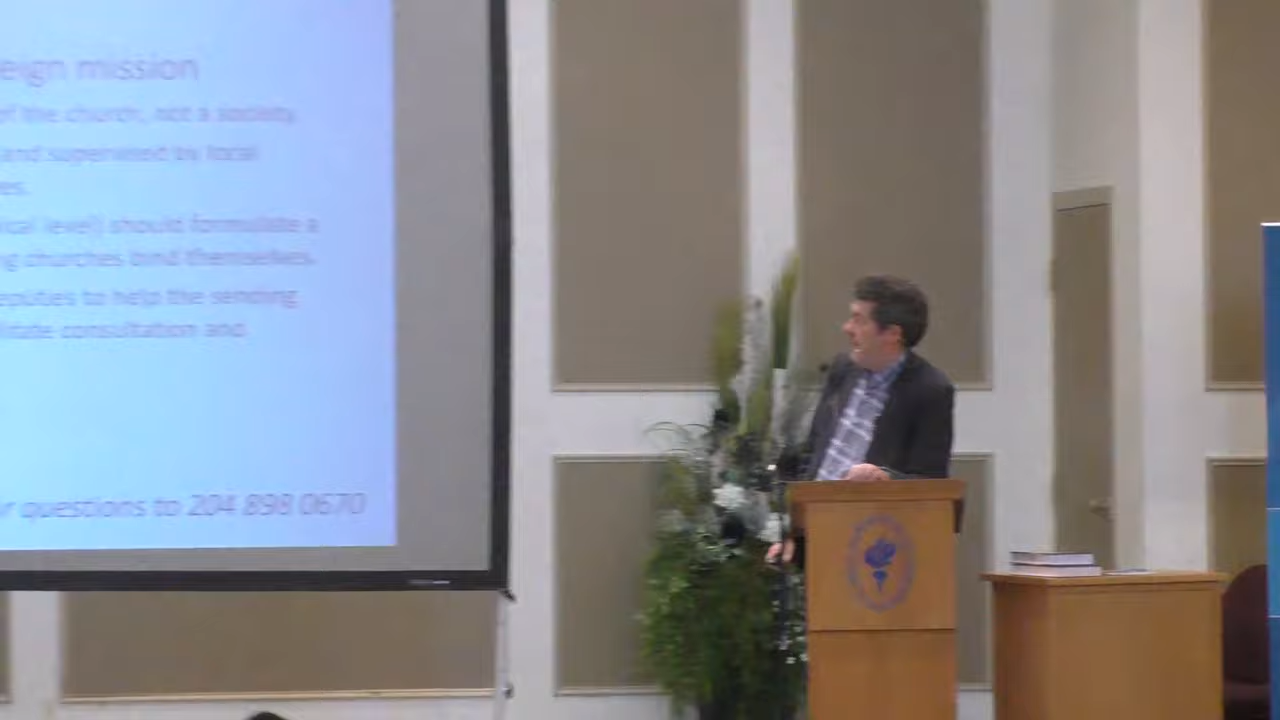 eign mission
of the church, not a society.
and supervised by local
es.
ical level) should formulate a
ng churches bind themselves.
eputies to help the sending
litate consultation and
r questions to 204 898 0670